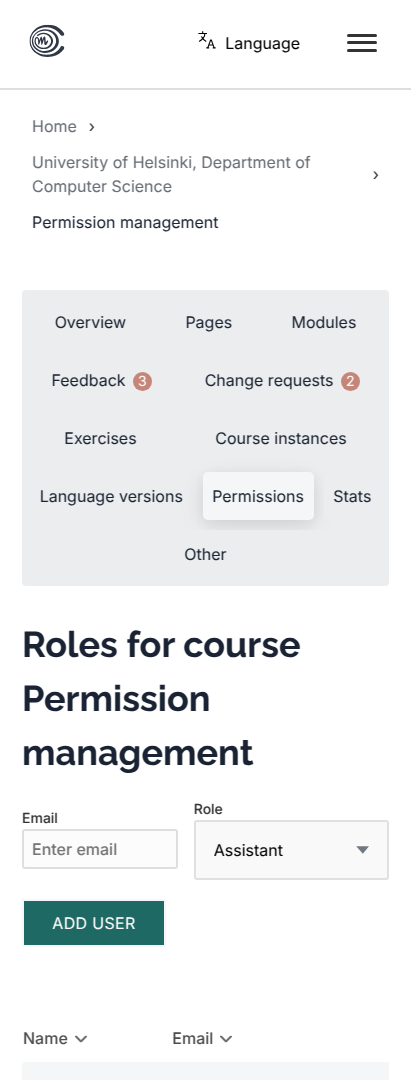 Language
Home ›
University of Helsinki, Department of
Computer Science ›
Permission management
Overview Pages Modules
Feedback 3 Change requests 2
Exercises Course instances
Language versions Permissions Stats
Other
Roles for course
Permission
management
Email Role
Enter email Assistant
ADD USER
Name Email